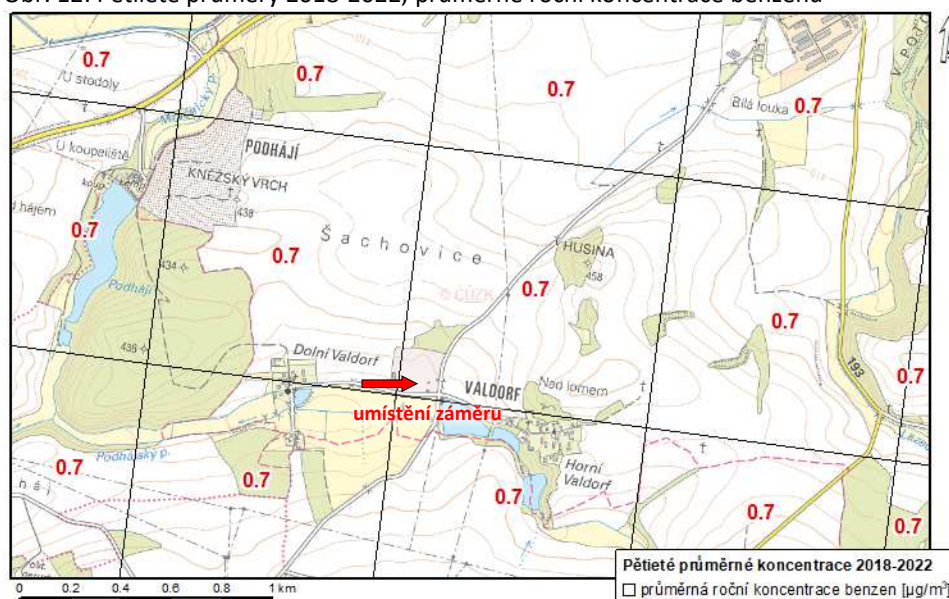 Obr. 12: Pětileté průměry 2018-2022, průměrné roční koncentrace benzenu
0.7
0.7
0.7
0.7
U stodoly
Bílá louka
U koupeliště
PODHÁJÍ
koup.
KNĚŽSKÝ VRCH
438
d hájem
0.7
0.7
Šachovice
HUSINA
458
434
Podhájí
© ČÚZK
0.7
0.7
438
Dolní Valdorf
193
0.7
VALDORF
Nad lomem
umístění záměru
Podhájský p.
0.7
0.7
0.7
Horní
Valdorf
0.7
0.7
h á j
Pětileté průměrné koncentrace 2018-2022
průměrná roční koncentrace benzen [µg/m³]
0 0.2 0.4 0.6 0.8 1 km